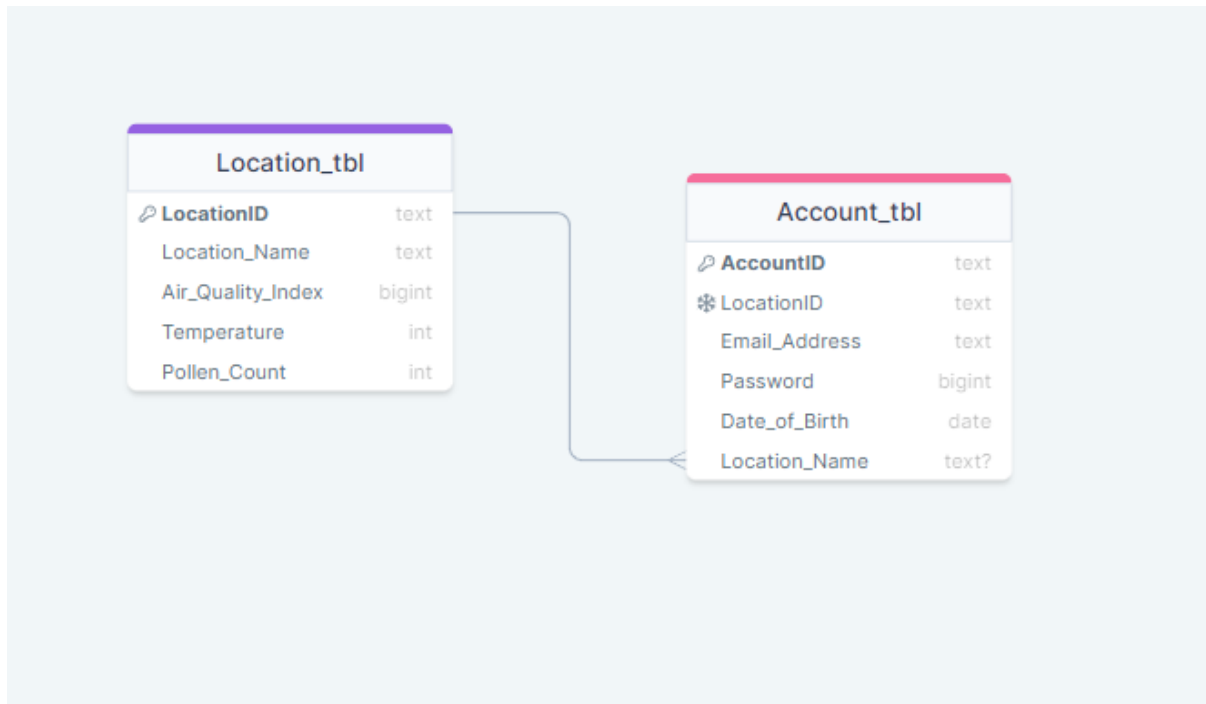 Location_tbl
LocationID text
Location_Name text
Air_Quality_Index bigint
Temperature int
Pollen_Count int
Account_tbl
AccountID text
LocationID text
Email_Address text
Password bigint
Date_of_Birth date
Location_Name text?